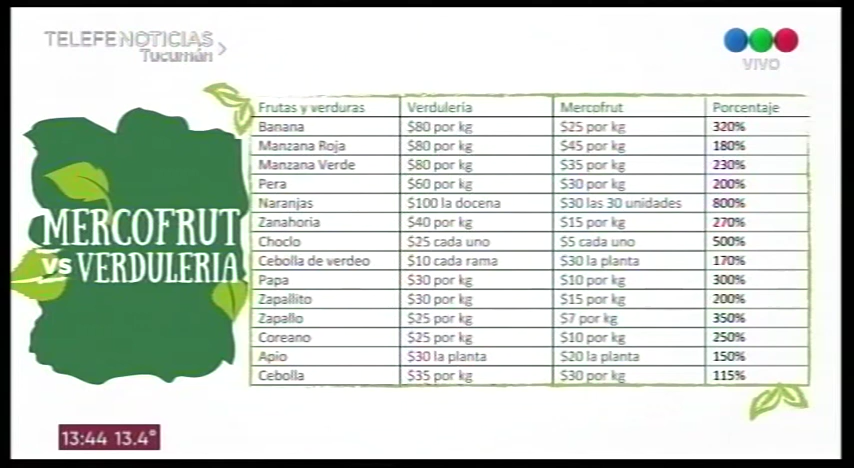 TELEFENOTICIAS
Tucumán
VIVO
MERCOFRUT
VS VERDULERIA
Frutas y verduras Verdulería Mercofrut Porcentaje
Banana $80 por kg $25 por kg 320%
Manzana Roja $80 por kg $45 por kg 180%
Manzana Verde $80 por kg $35 por kg 230%
Pera $60 por kg $30 por kg 200%
Naranjas $100 la docena $30 las 30 unidades 800%
Zanahoria $40 por kg $15 por kg 270%
Choclo $25 cada uno $5 cada uno 500%
Cebolla de verdeo $10 cada rama $30 la planta 170%
Papa $30 por kg $10 por kg 300%
Zapallito $30 por kg $15 por kg 200%
Zapallo $25 por kg $7 por kg 350%
Coreano $25 por kg $10 por kg 250%
Apio $30 la planta $20 la planta 150%
Cebolla $35 por kg $30 por kg 115%
13:44 13.4°